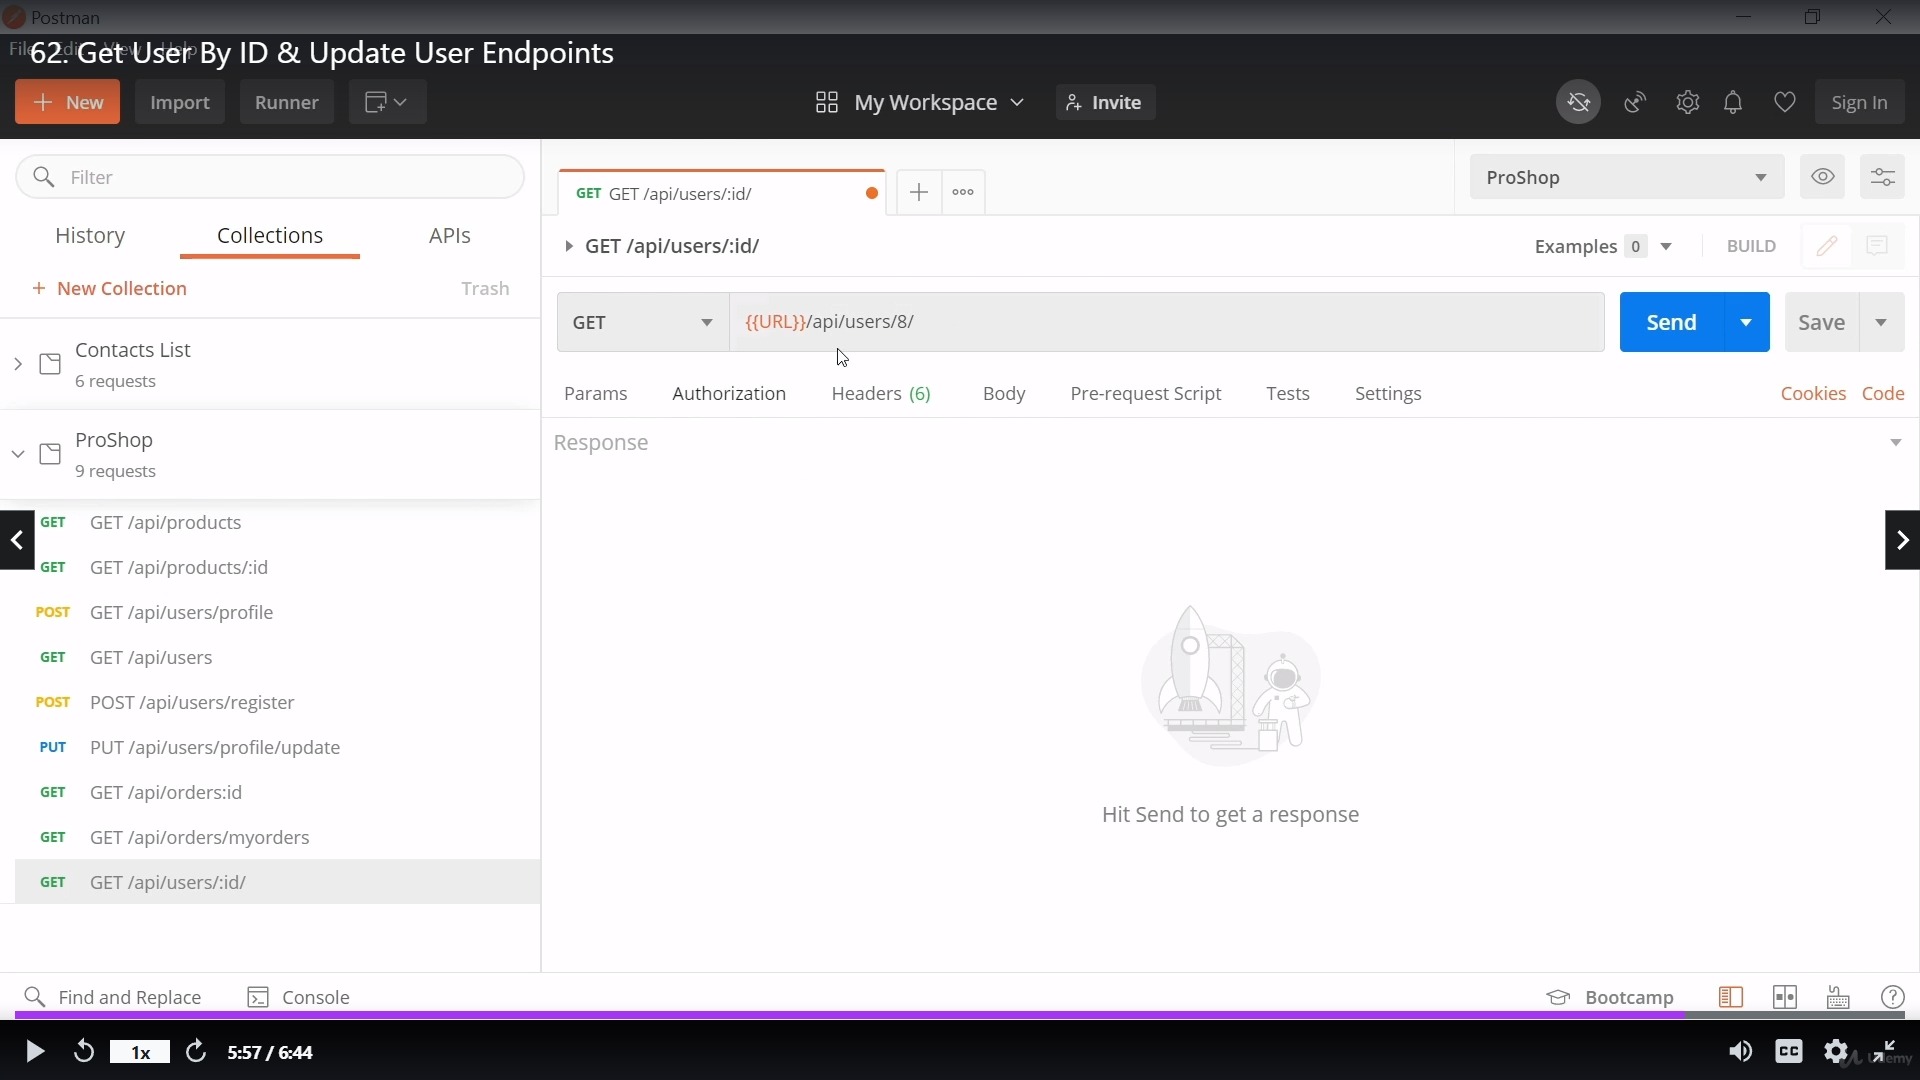 Postman
File Edit View Help
62. Get User By ID & Update User Endpoints
New
Import
Runner
My Workspace
Invite
Sign In
Filter
History
Collections
APIs
+ New Collection
Trash
Contacts List
6 requests
ProShop
9 requests
GET GET /api/products
GET GET /api/products/:id
POST GET /api/users/profile
GET GET /api/users
POST POST /api/users/register
PUT PUT /api/users/profile/update
GET GET /api/orders:id
GET GET /api/orders/myorders
GET GET /api/users/:id/
GET GET /api/users/:id/
ProShop
GET /api/users/:id/
Examples 0
BUILD
GET
{{URL}}/api/users/8/
Send
Save
Params
Authorization
Headers (6)
Body
Pre-request Script
Tests
Settings
Cookies
Code
Response
Hit Send to get a response
Find and Replace
Console
Bootcamp
1x
5:57 / 6:44
CC
Udemy